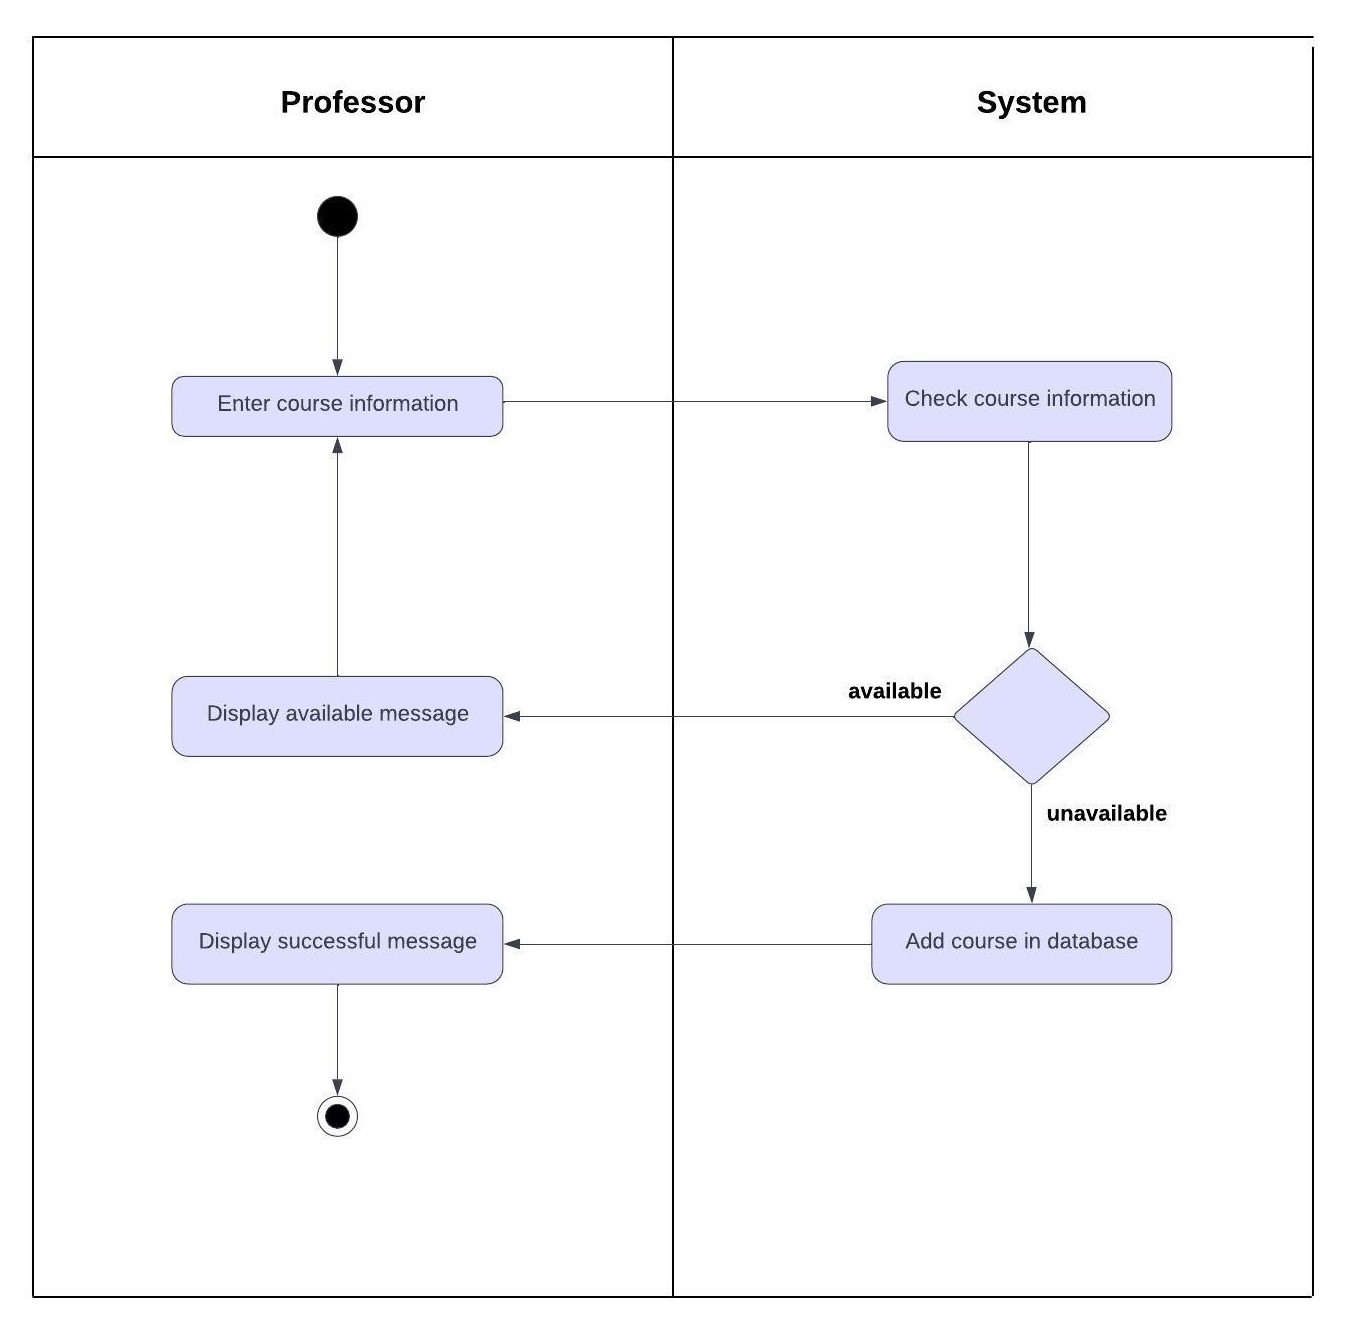 Professor
System
Enter course information
Check course information
Display available message
available
unavailable
Display successful message
Add course in database